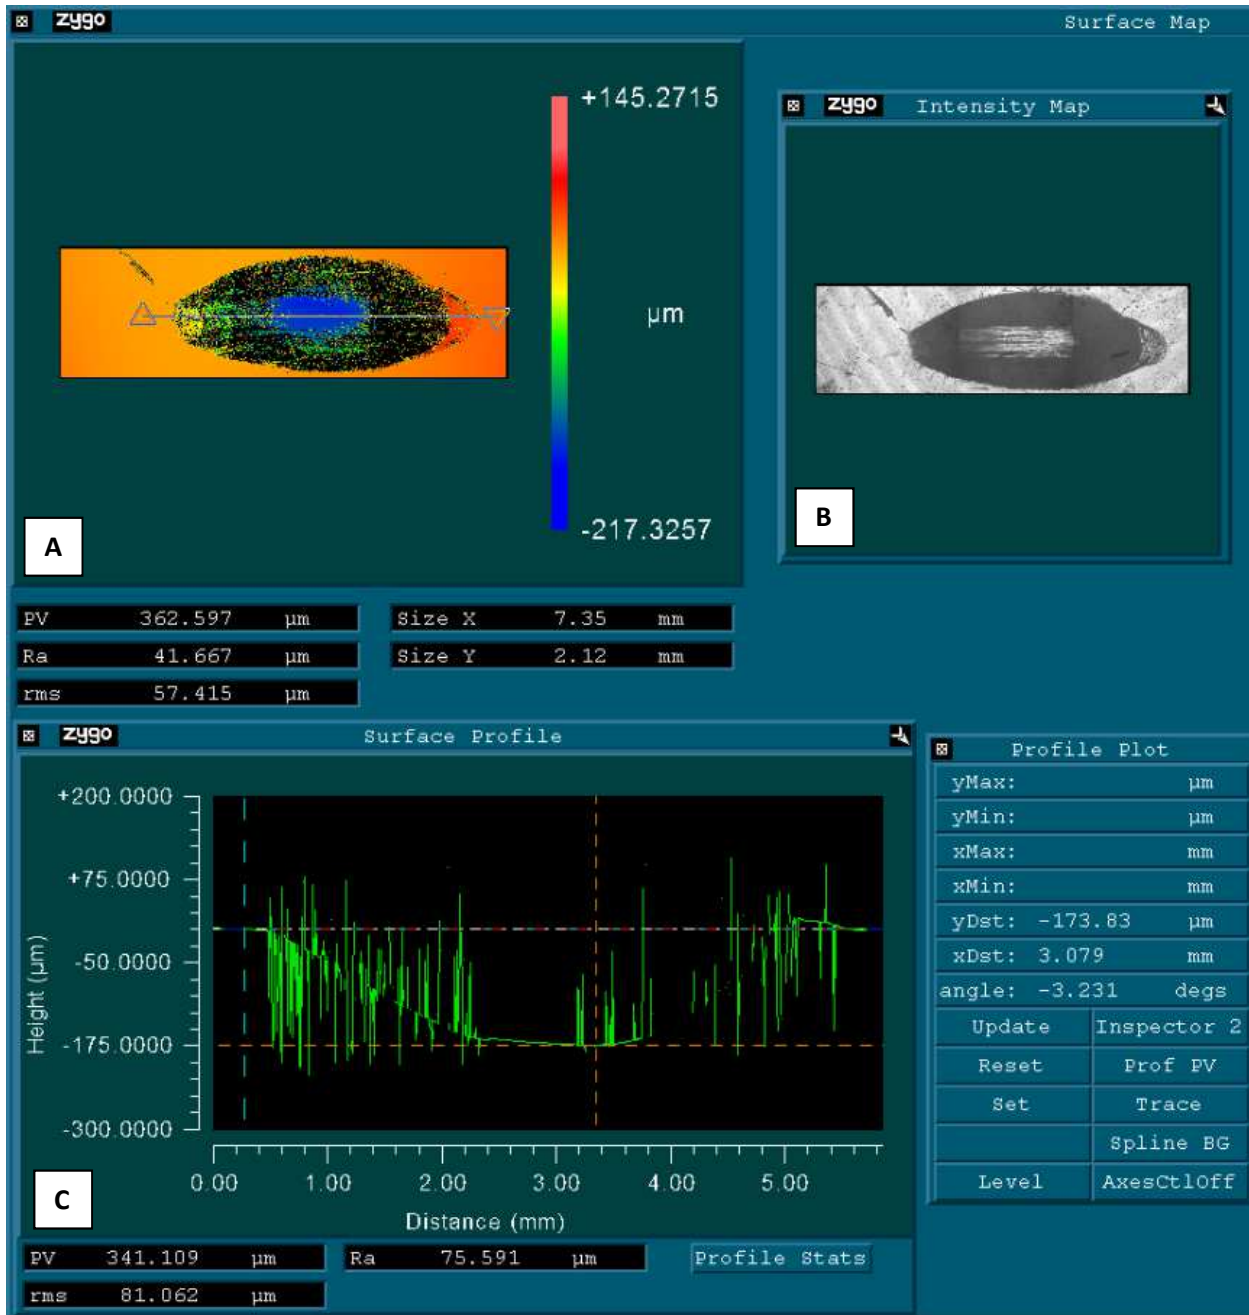 zygo Surface Map
+145.2715
µm
-217.3257
A
zygo Intensity Map
B
PV 362.597 µm
Size X 7.35 mm
Ra 41.667 µm
Size Y 2.12 mm
rms 57.415 µm
zygo Surface Profile
+200.0000
+75.0000
-50.0000
-175.0000
-300.0000
Height (µm)
0.00 1.00 2.00 3.00 4.00 5.00
Distance (mm)
C
PV 341.109 µm
Ra 75.591 µm
Profile Stats
rms 81.062 µm
Profile Plot
yMax: µm
yMin: µm
xMax: mm
xMin: mm
yDst: -173.83 µm
xDst: 3.079 mm
angle: -3.231 degs
Update Inspector 2
Reset Prof PV
Set Trace
Spline BG
Level AxesCtlOff